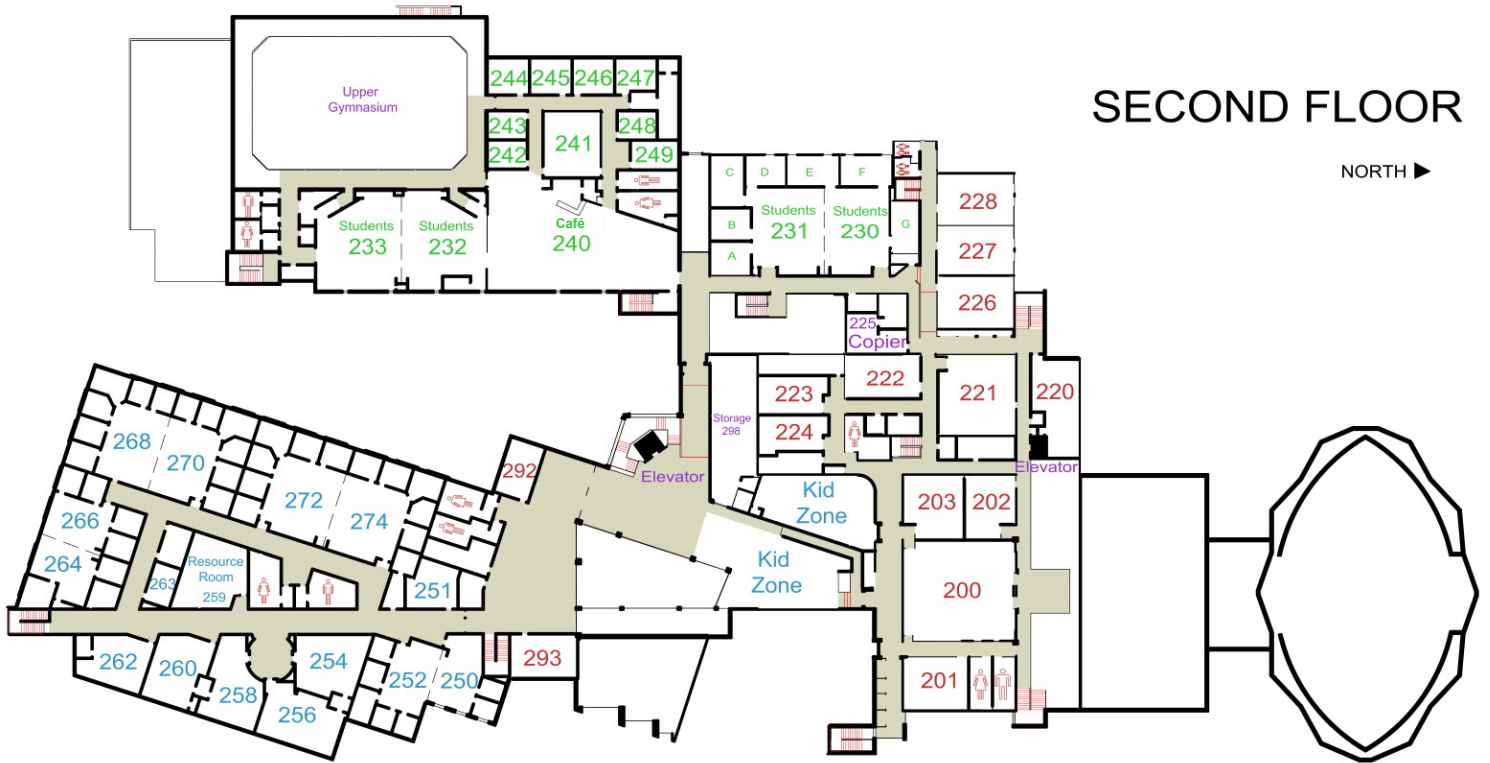 SECOND FLOOR
NORTH
Upper
Gymnasium
244
245
246
247
243
242
241
248
249
Students
233
Students
232
Café
240
C
D
E
F
B
A
G
Students
231
Students
230
228
227
226
225
Copier
222
223
224
221
220
Storage
298
Elevator
Elevator
292
268
270
272
274
266
264
263
Resource
Room
259
251
Kid
Zone
Kid
Zone
203
202
200
201
262
260
258
256
254
252
250
293